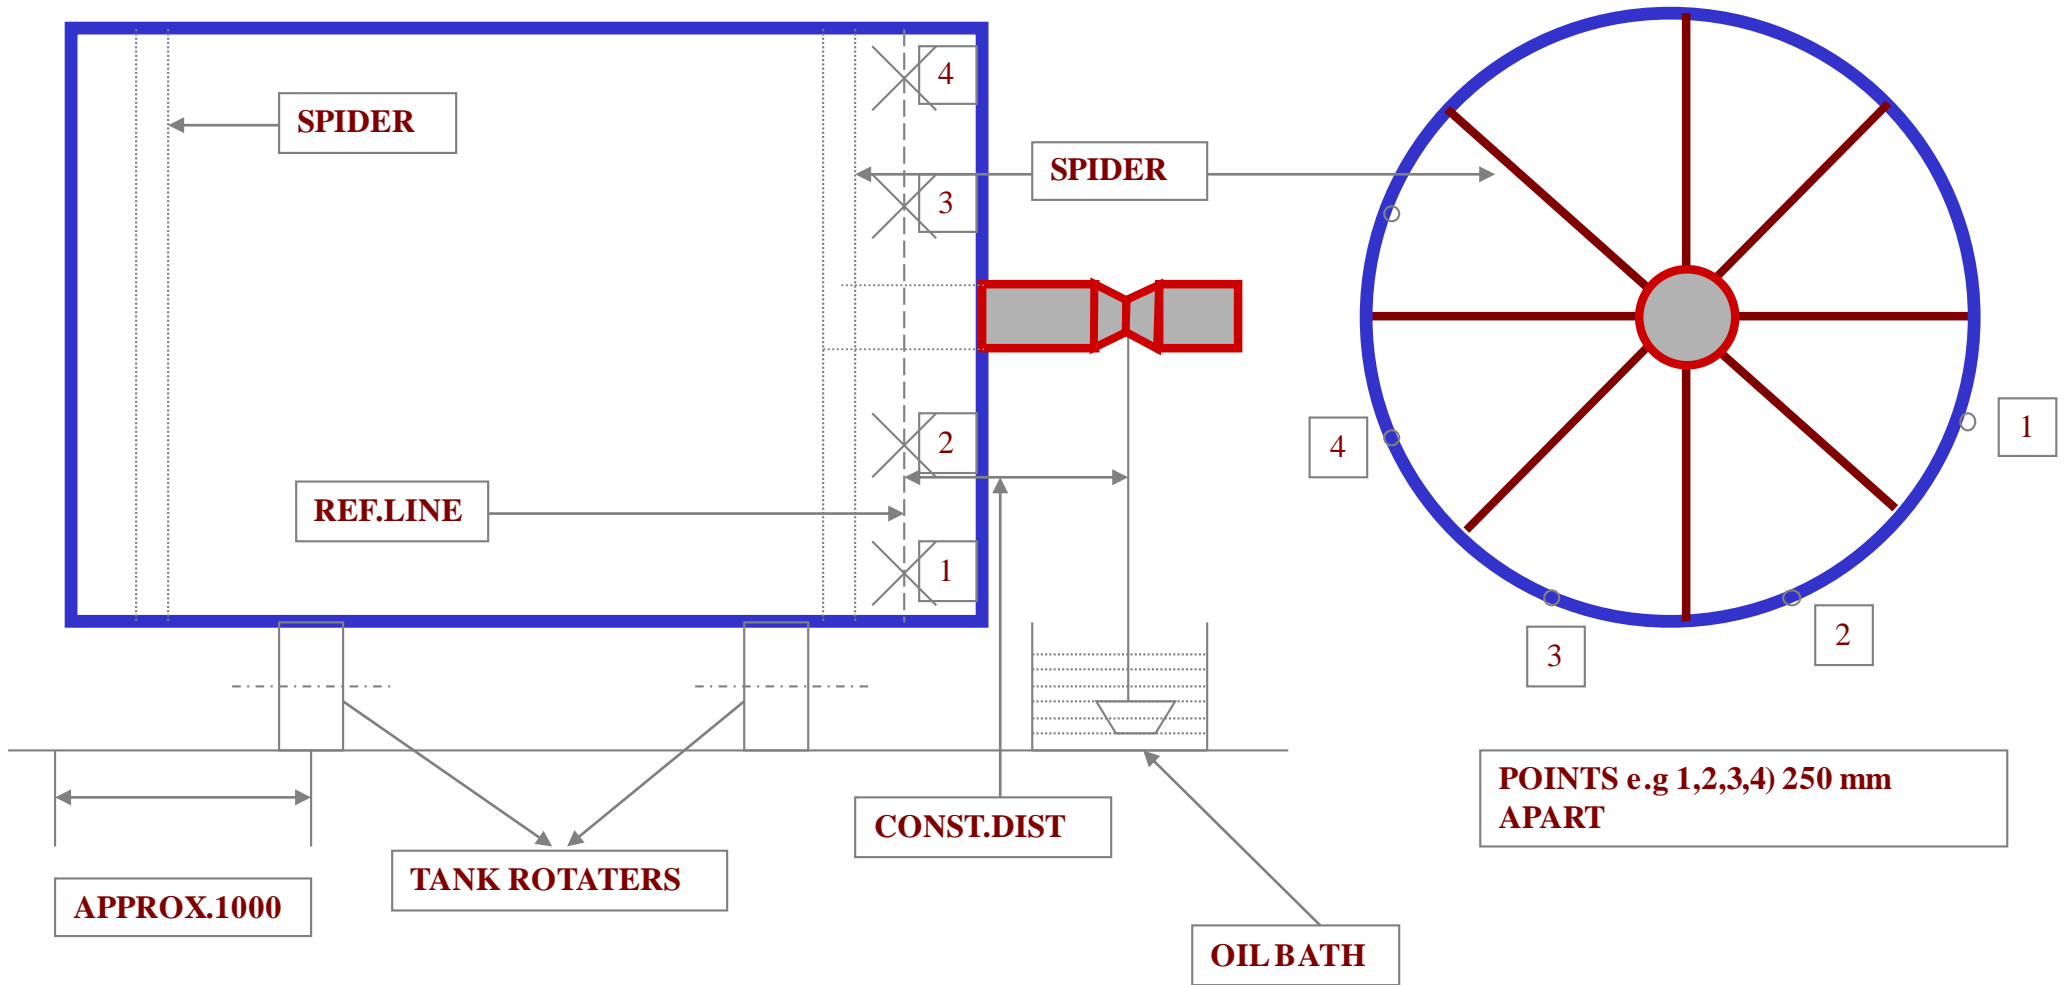 4
SPIDER
SPIDER
3
2
REF.LINE
1
1
4
2
3
POINTS e.g 1,2,3,4) 250 mm
APART
CONST.DIST
TANK ROTATERS
APPROX.1000
OIL BATH